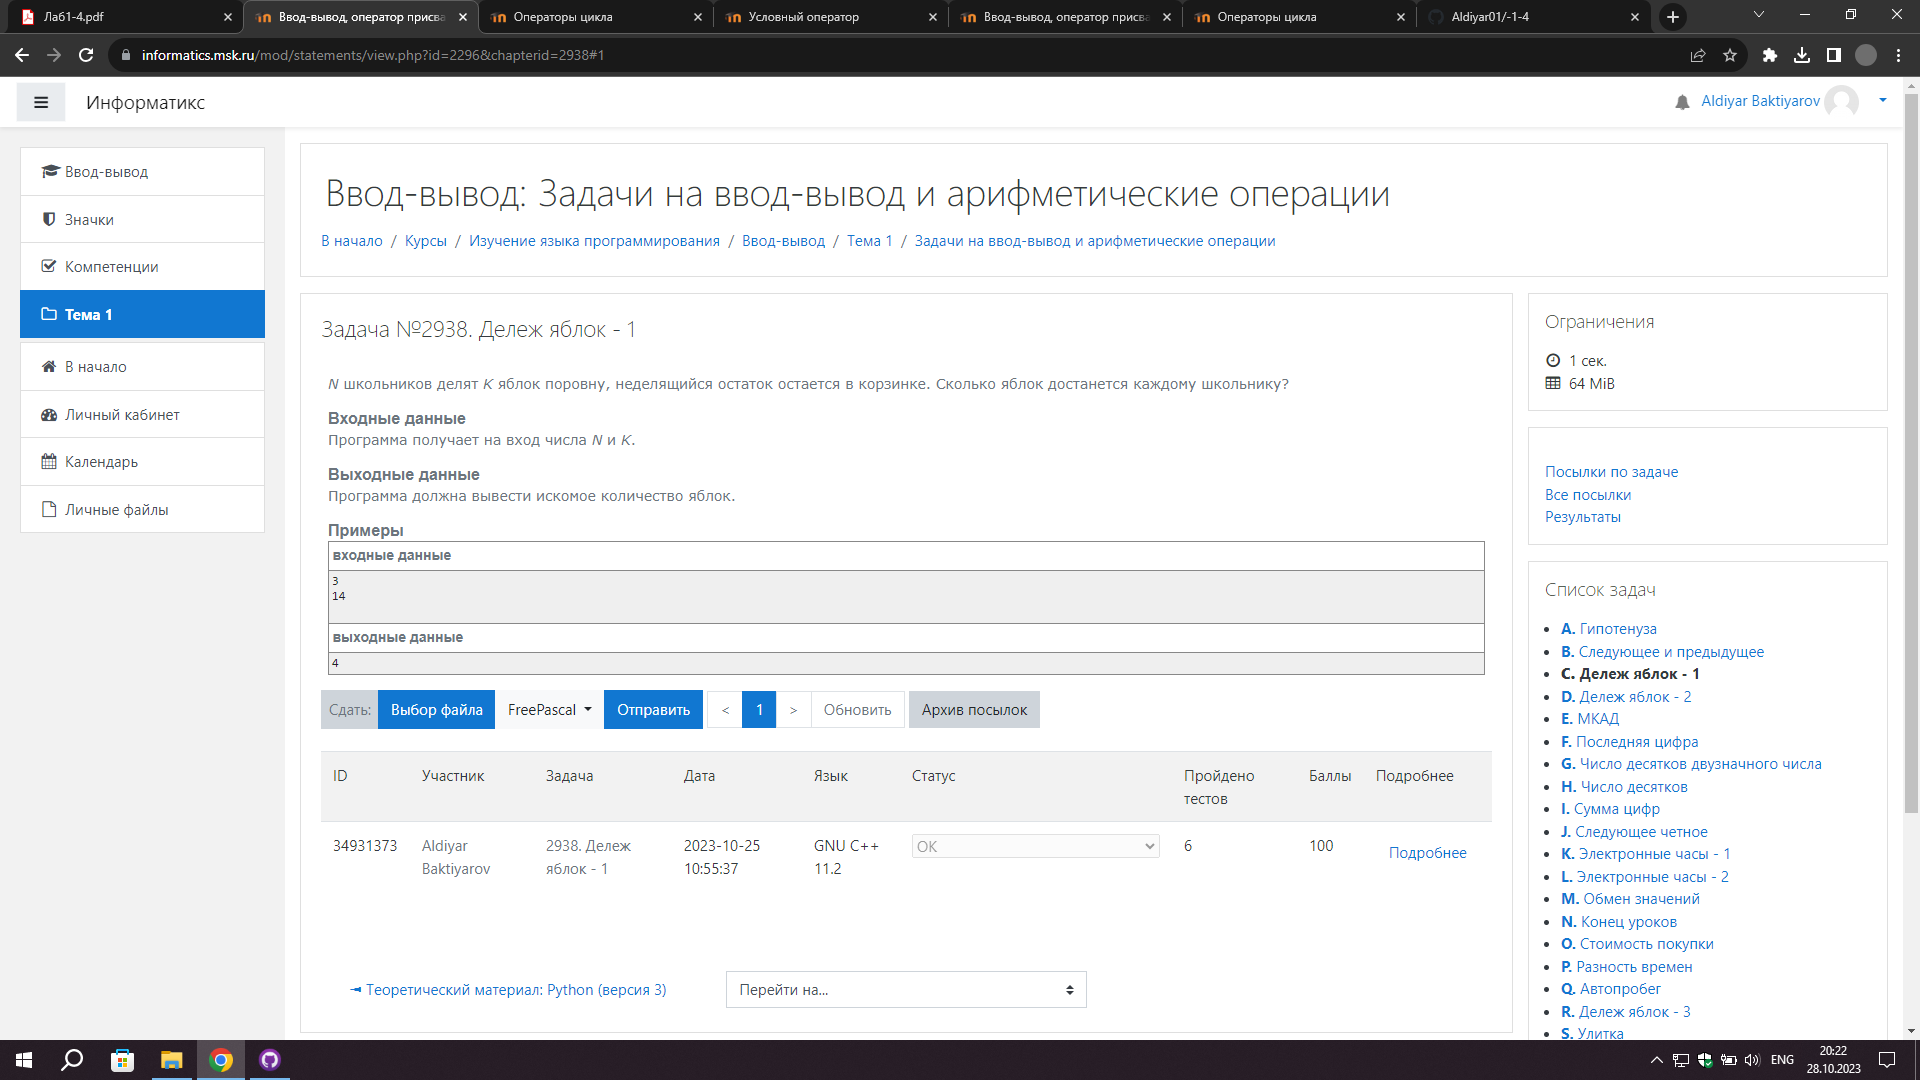 Лаб1-4.pdf
Ввод-вывод, оператор присва
Операторы цикла
Условный оператор
Ввод-вывод, оператор присва
Операторы цикла
Aldiyar01/-1-4
informatics.msk.ru/mod/statements/view.php?id=2296&chapterid=2938#1
Информатикс
Aldiyar Baktiyarov
Ввод-вывод
Значки
Компетенции
Тема 1
В начало
Личный кабинет
Календарь
Личные файлы
Ввод-вывод: Задачи на ввод-вывод и арифметические операции
В начало / Курсы / Изучение языка программирования / Ввод-вывод / Тема 1 / Задачи на ввод-вывод и арифметические операции
Задача №2938. Дележ яблок - 1
N школьников делят K яблок поровну, неделящийся остаток остается в корзинке. Сколько яблок достанется каждому школьнику?
Входные данные
Программа получает на вход числа N и K.
Выходные данные
Программа должна вывести искомое количество яблок.
Примеры
входные данные
3
14
выходные данные
4
Сдать: Выбор файла FreePascal Отправить < 1 > Обновить Архив посылок
ID Участник Задача Дата Язык Статус Пройдено тестов Баллы Подробнее
34931373 Aldiyar Baktiyarov 2938. Дележ яблок - 1 2023-10-25 10:55:37 GNU C++ 11.2 OK 6 100 Подробнее
◄ Теоретический материал: Python (версия 3)
Перейти на...
Ограничения
1 сек.
64 MiB
Посылки по задаче
Все посылки
Результаты
Список задач
A. Гипотенуза
B. Следующее и предыдущее
C. Дележ яблок - 1
D. Дележ яблок - 2
E. МКАД
F. Последняя цифра
G. Число десятков двузначного числа
H. Число десятков
I. Сумма цифр
J. Следующее четное
K. Электронные часы - 1
L. Электронные часы - 2
M. Обмен значений
N. Конец уроков
O. Стоимость покупки
P. Разность времен
Q. Автопробег
R. Дележ яблок - 3
S. Улитка
ENG
20:22
28.10.2023